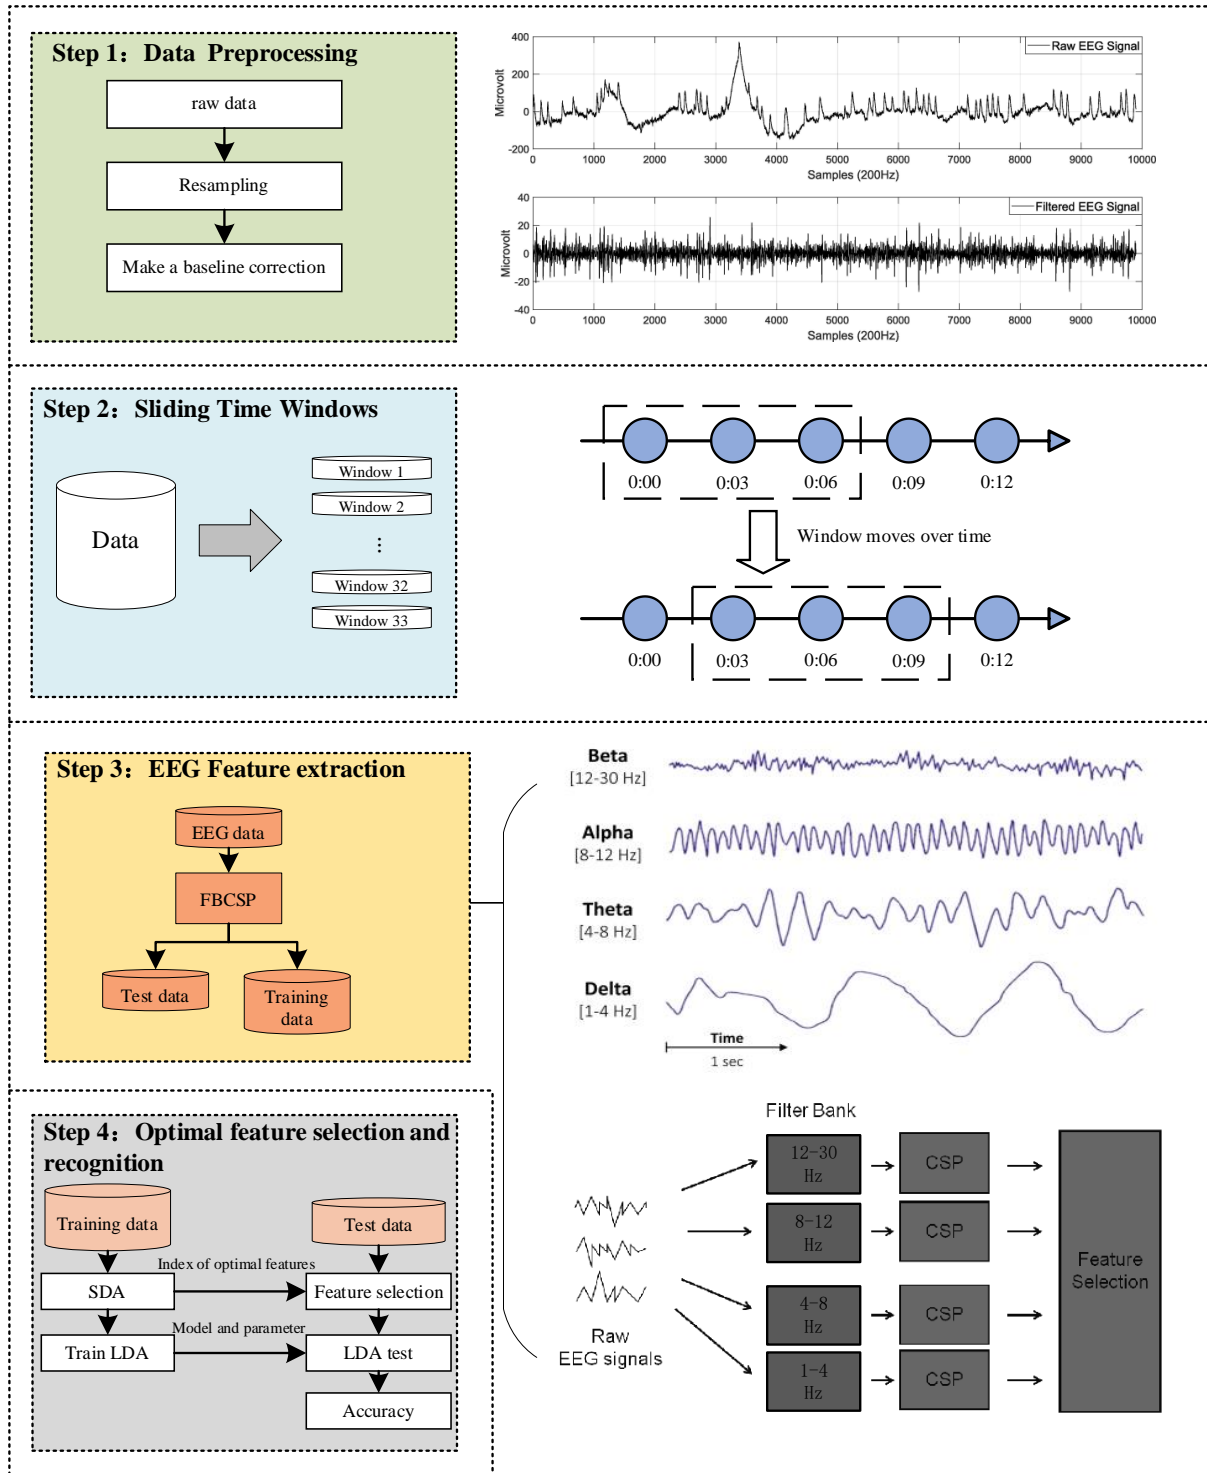 Step 1：Data Preprocessing
raw data
Resampling
Make a baseline correction
400
200
0
-200
Microvolt
Raw EEG Signal
0 1000 2000 3000 4000 5000 6000 7000 8000 9000 10000
Samples (200Hz)
40
20
0
-20
-40
Microvolt
Filtered EEG Signal
0 1000 2000 3000 4000 5000 6000 7000 8000 9000 10000
Samples (200Hz)
Step 2：Sliding Time Windows
Data
Window 1
Window 2
...
Window 32
Window 33
0:00 0:03 0:06 0:09 0:12
Window moves over time
0:00 0:03 0:06 0:09 0:12
Step 3：EEG Feature extraction
EEG data
FBCSP
Test data
Training
data
Beta
[12-30 Hz]
Alpha
[8-12 Hz]
Theta
[4-8 Hz]
Delta
[1-4 Hz]
Time
1 sec
Step 4：Optimal feature selection and
recognition
Training data
Test data
Index of optimal features
SDA
Feature selection
Model and parameter
Train LDA
LDA test
Accuracy
Filter Bank
12-30
Hz
CSP
8-12
Hz
CSP
4-8
Hz
CSP
1-4
Hz
CSP
Raw
EEG signals
Feature
Selection